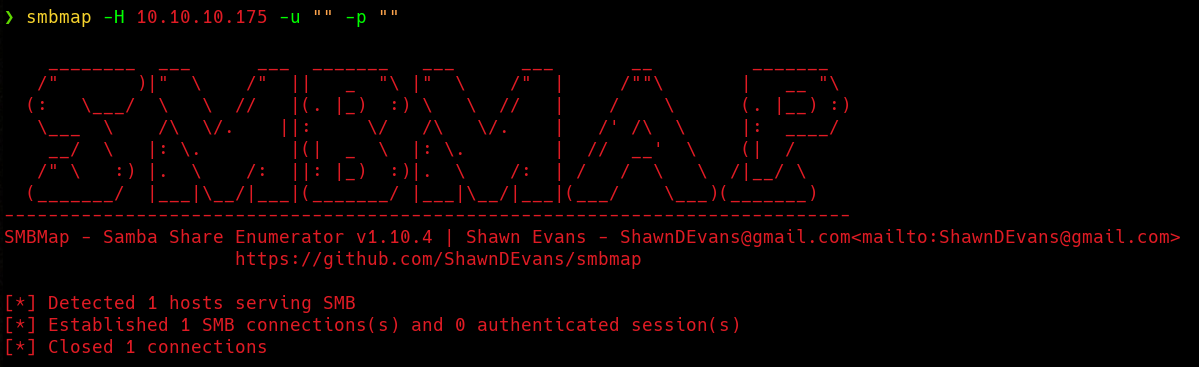 ❯ smbmap -H 10.10.10.175 -u "" -p ""
    ________  ___      ___  _______   ___      ___       __         _______
   /"       )|"  \    /"  ||   _  "\ |"  \    /"  |     /""\       |   __ "\
  (:   \___/  \   \  //   |(. |_)  :) \   \  //   |    /    \      (. |__) :)
   \___  \    /\  \/.    ||:     \/   /\   \/.    |   /' /\  \     |:  ____/
    __/  \   |: \.        |(|  _  \  |: \.        |  //  __'  \    (|  /
   /" \   :) |.  \    /:  ||: |_)  :)|.  \    /:  | /   /  \   \  /|__/ \
  (_______/  |___|\__/|___|(_______/ |___|\__/|___|(___/    \___)(_______)
-----------------------------------------------------------------------------
SMBMap - Samba Share Enumerator v1.10.4 | Shawn Evans - ShawnDEvans@gmail.com<mailto:ShawnDEvans@gmail.com>
                     https://github.com/ShawnDEvans/smbmap
[*] Detected 1 hosts serving SMB
[*] Established 1 SMB connections(s) and 0 authenticated session(s)
[*] Closed 1 connections